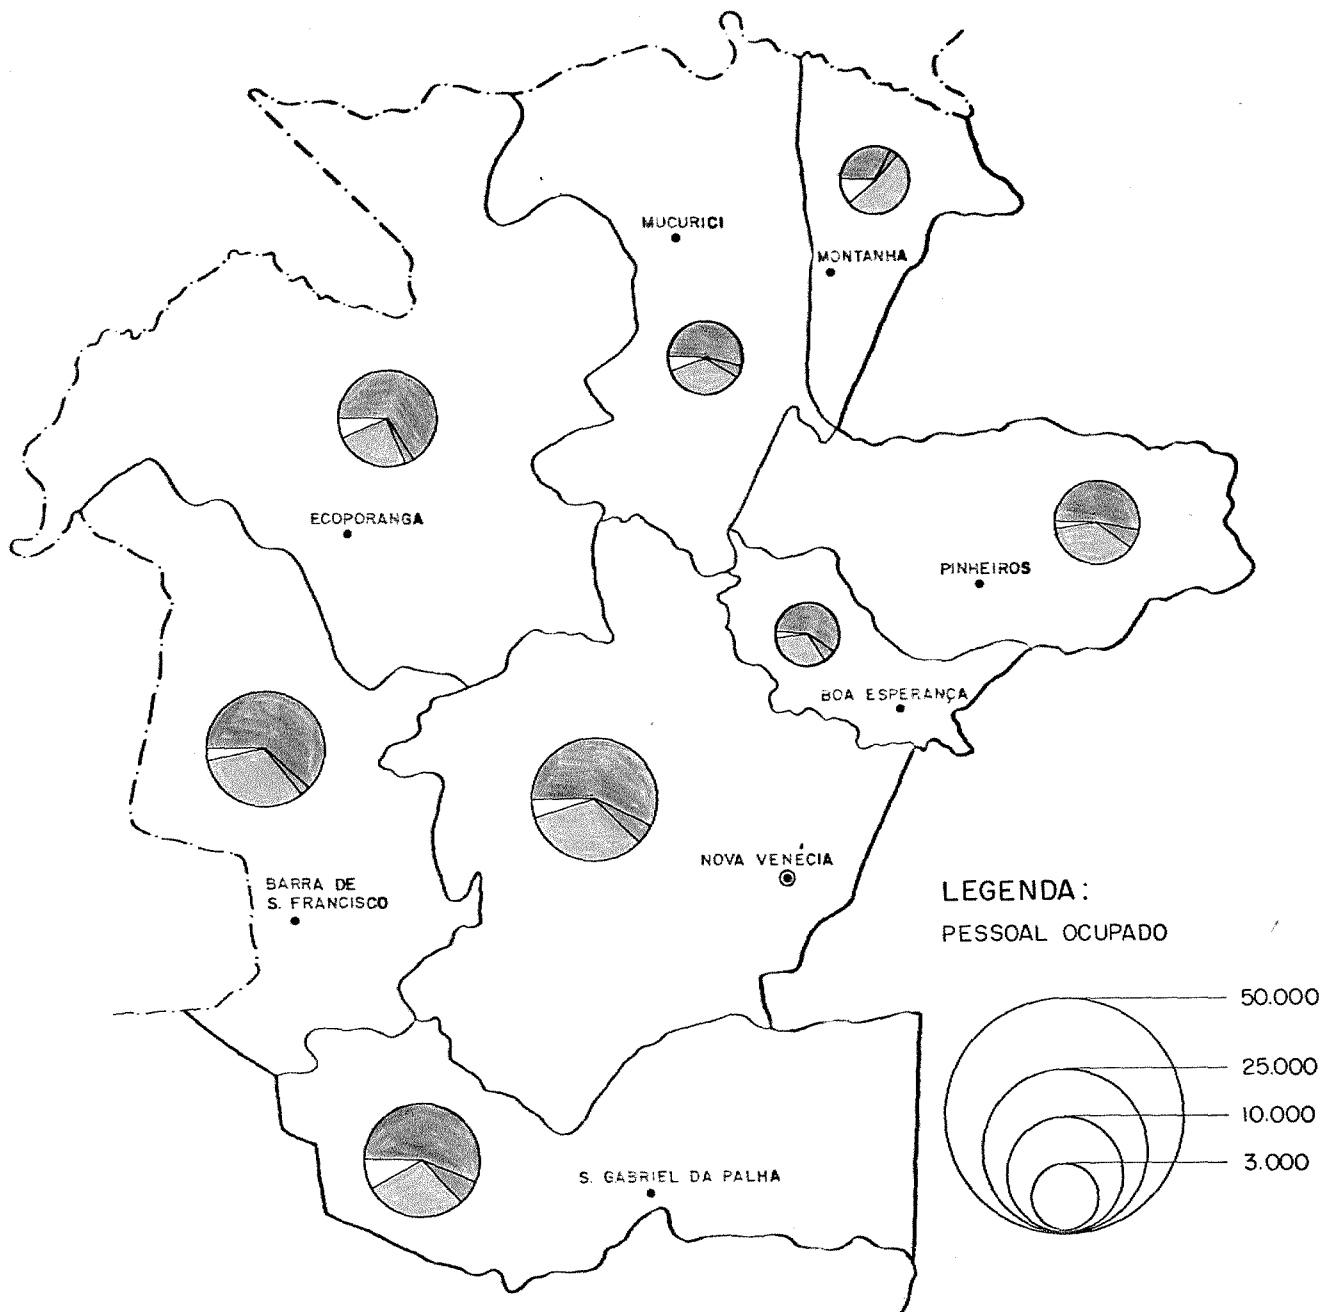 MUCURICI
MONTANHA
ECOPORANGA
PINHEIROS
BOA ESPERANÇA
NOVA VENÉCIA
BARRA DE
S. FRANCISCO
LEGENDA:
PESSOAL OCUPADO
50.000
25.000
10.000
3.000
S. GABRIEL DA PALHA